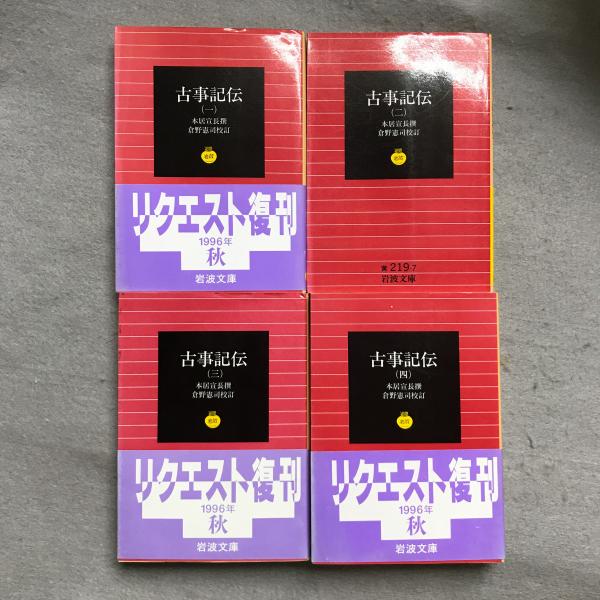 古事記伝
(一)
本居宣長撰
倉野憲司校訂
リクエスト復刊
1996年
秋
岩波文庫
古事記伝
(二)
本居宣長撰
倉野憲司校訂
黄219-7
岩波文庫
古事記伝
(三)
本居宣長撰
倉野憲司校訂
リクエスト復刊
1996年
秋
岩波文庫
古事記伝
(四)
本居宣長撰
倉野憲司校訂
リクエスト復刊
1996年
秋
岩波文庫